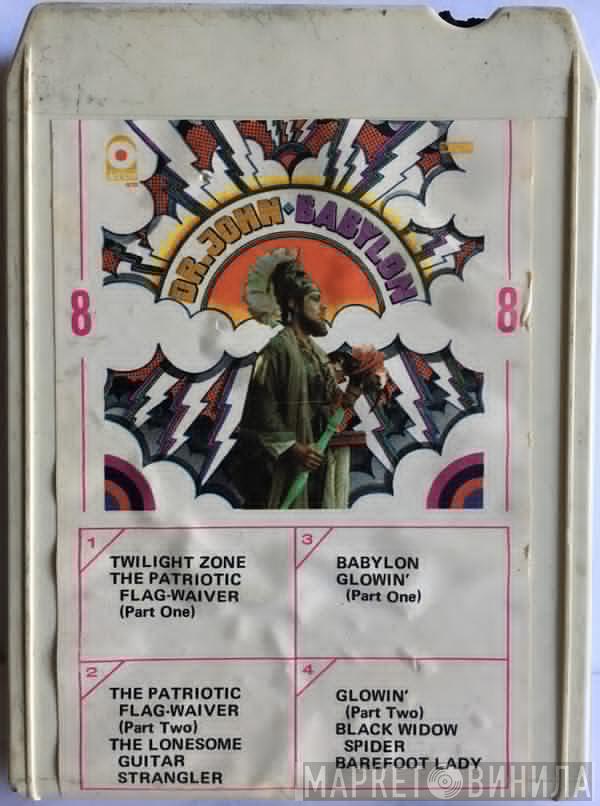 DR. JOHN BABYLON
8
8
1
TWILIGHT ZONE
THE PATRIOTIC
FLAG-WAIVER
(Part One)
2
THE PATRIOTIC
FLAG-WAIVER
(Part Two)
THE LONESOME
GUITAR
STRANGLER
3
BABYLON
GLOWIN'
(Part One)
4
GLOWIN'
(Part Two)
BLACK WIDOW
SPIDER
BAREFOOT LADY
МАРКЕТ ВИНИЛА